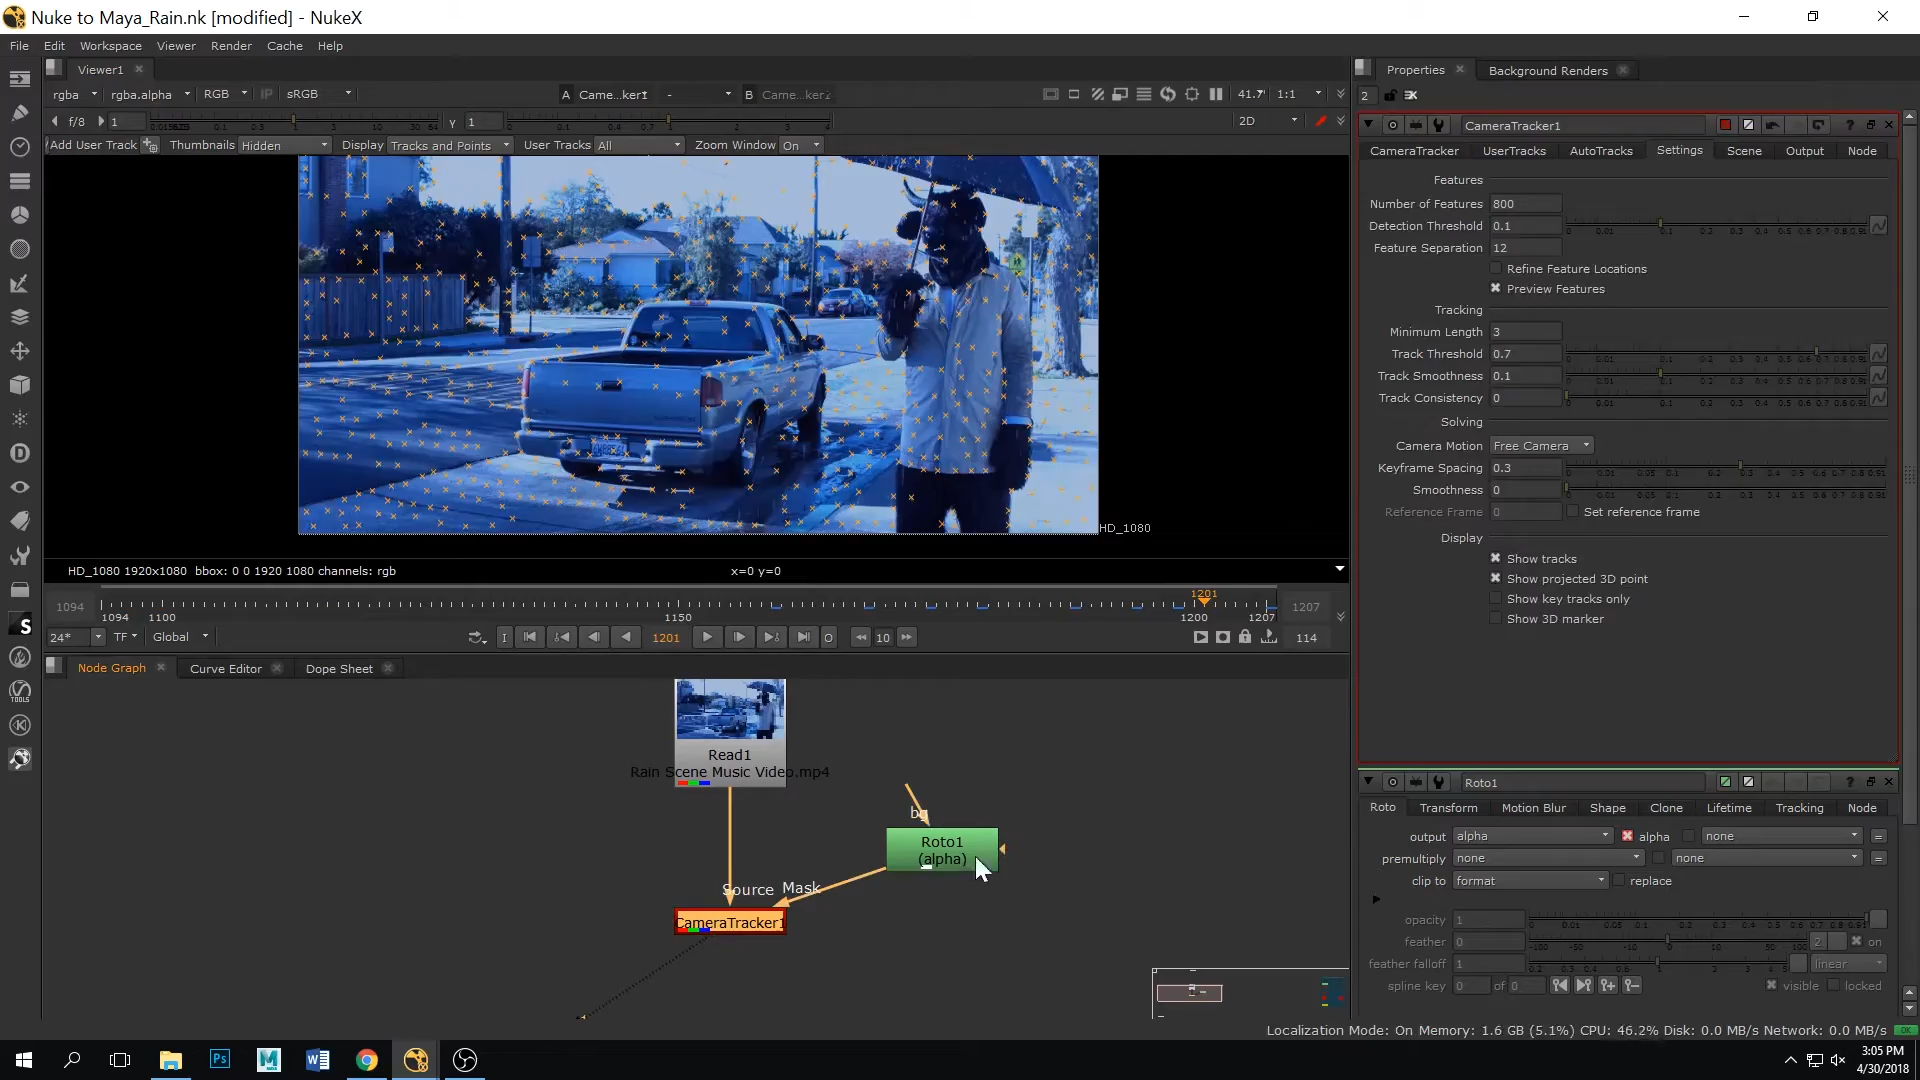 Nuke to Maya_Rain.nk [modified] - NukeX
File Edit Workspace Viewer Render Cache Help
Viewer1
rgba rgba.alpha RGB IP sRGB A Came...ker1 - B Came...ker2 41.7 1:1
f/8 1 y 1 2D
Add User Track Thumbnails Hidden Display Tracks and Points User Tracks All Zoom Window On
HD_1080
HD_1080 1920x1080 bbox: 0 0 1920 1080 channels: rgb x=0 y=0
1201
1094 1207
1094 1100 1150 1200 1207
24* TF Global I 1201 O 10 114
Node Graph Curve Editor Dope Sheet
Read1
Rain Scene Music Video.mp4
bg
Roto1
(alpha)
Source Mask
CameraTracker1
Properties Background Renders
2
CameraTracker1
CameraTracker UserTracks AutoTracks Settings Scene Output Node
Features
Number of Features 800
Detection Threshold 0.1
Feature Separation 12
Refine Feature Locations
Preview Features
Tracking
Minimum Length 3
Track Threshold 0.7
Track Smoothness 0.1
Track Consistency 0
Solving
Camera Motion Free Camera
Keyframe Spacing 0.3
Smoothness 0
Reference Frame 0 Set reference frame
Display
Show tracks
Show projected 3D point
Show key tracks only
Show 3D marker
Roto1
Roto Transform Motion Blur Shape Clone Lifetime Tracking Node
output alpha alpha none =
premultiply none none =
clip to format replace
opacity 1
feather 0 2 on
feather falloff 1 linear
spline key 0 of 0 visible locked
Localization Mode: On Memory: 1.6 GB (5.1%) CPU: 46.2% Disk: 0.0 MB/s Network: 0.0 MB/s OK
3:05 PM
4/30/2018